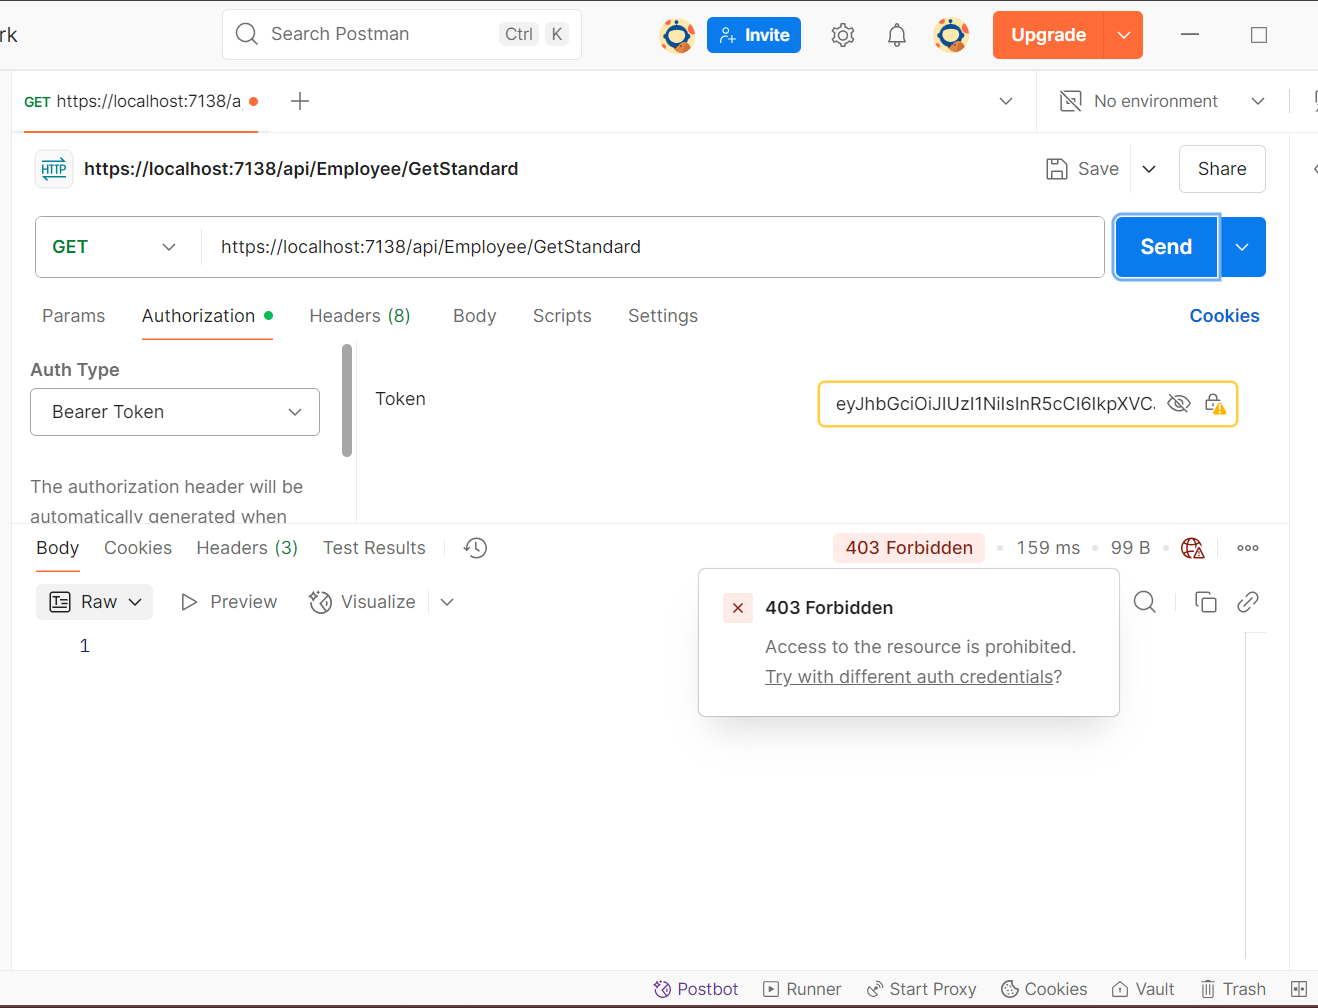 rk
Search Postman Ctrl K
Invite
Upgrade
GET https://localhost:7138/a
No environment
HTTP https://localhost:7138/api/Employee/GetStandard
Save
Share
GET https://localhost:7138/api/Employee/GetStandard
Send
Params Authorization Headers (8) Body Scripts Settings Cookies
Auth Type
Bearer Token
Token
eyJhbGciOiJIUzI1NiIsInR5cCI6IkpXVCJ
The authorization header will be
automatically generated when
Body Cookies Headers (3) Test Results
403 Forbidden 159 ms 99 B
Raw Preview Visualize
403 Forbidden
Access to the resource is prohibited.
Try with different auth credentials?
1
Postbot Runner Start Proxy Cookies Vault Trash